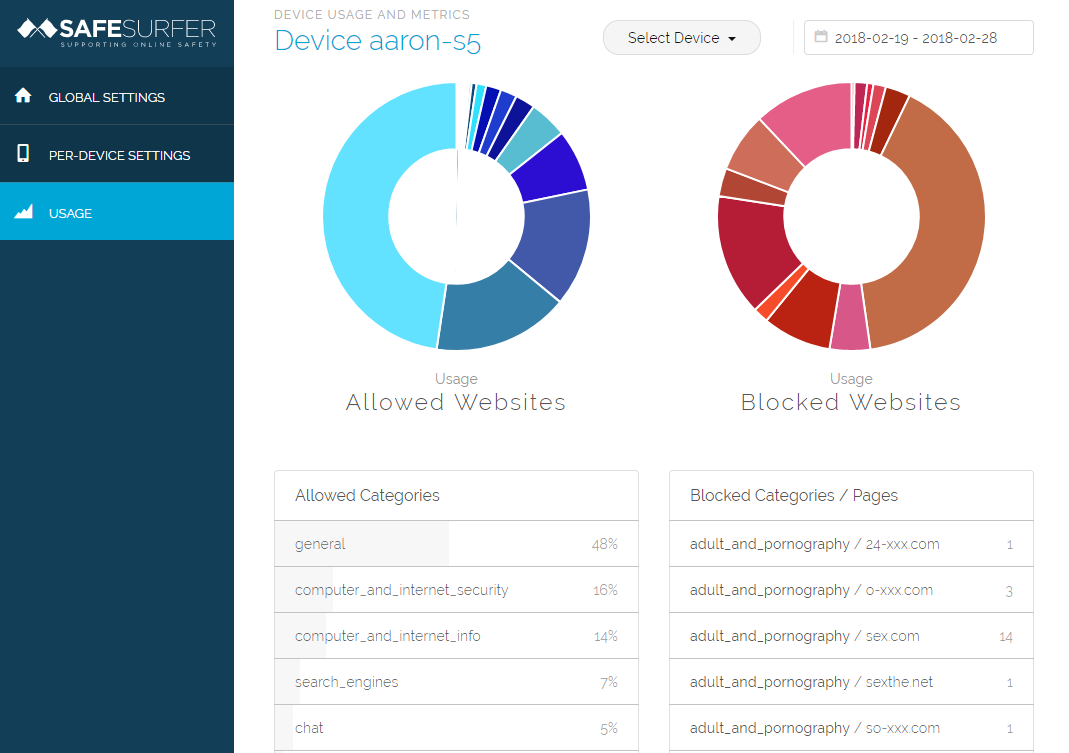 SAFESURFER
SUPPORTING ONLINE SAFETY
GLOBAL SETTINGS
PER-DEVICE SETTINGS
USAGE
DEVICE USAGE AND METRICS
Device aaron-s5
Select Device
2018-02-19 - 2018-02-28
Usage
Allowed Websites
Usage
Blocked Websites
Allowed Categories
general 48%
computer_and_internet_security 16%
computer_and_internet_info 14%
search_engines 7%
chat 5%
Blocked Categories / Pages
adult_and_pornography / 24-xxx.com 1
adult_and_pornography / o-xxx.com 3
adult_and_pornography / sex.com 14
adult_and_pornography / sexthe.net 1
adult_and_pornography / so-xxx.com 1